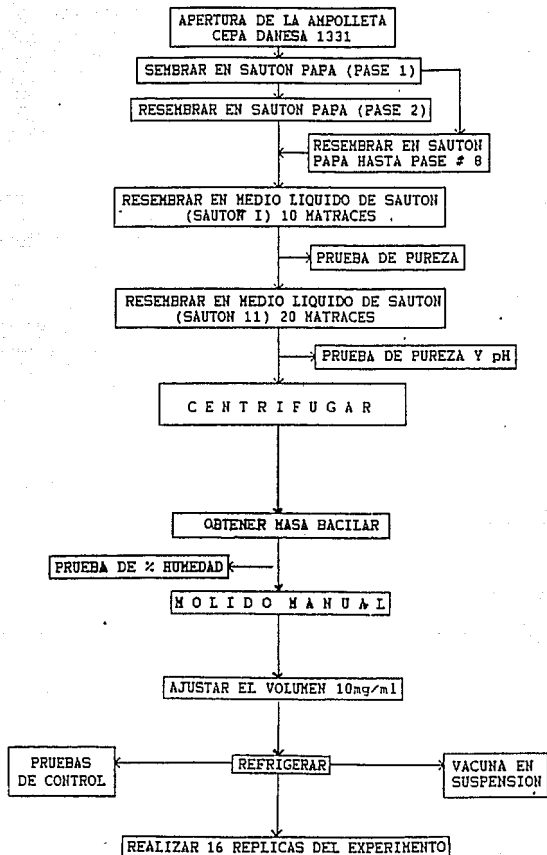 APERTURA DE LA AMPOLLETA
CEPA DANESA 1331
SEMBRAR EN SAUTON PAPA (PASE 1)
RESEMBRAR EN SAUTON PAPA (PASE 2)
RESEMBRAR EN SAUTON
PAPA HASTA PASE # 8
RESEMBRAR EN MEDIO LIQUIDO DE SAUTON
(SAUTON I) 10 MATRACES
PRUEBA DE PUREZA
RESEMBRAR EN MEDIO LIQUIDO DE SAUTON
(SAUTON 11) 20 MATRACES
PRUEBA DE PUREZA Y pH
C E N T R I F U G A R
OBTENER MASA BACILAR
PRUEBA DE % HUMEDAD
M O L I D O M A N U A L
AJUSTAR EL VOLUMEN 10mg/ml
PRUEBAS
DE CONTROL
REFRIGERAR
VACUNA EN
SUSPENSION
REALIZAR 16 REPLICAS DEL EXPERIMENTO